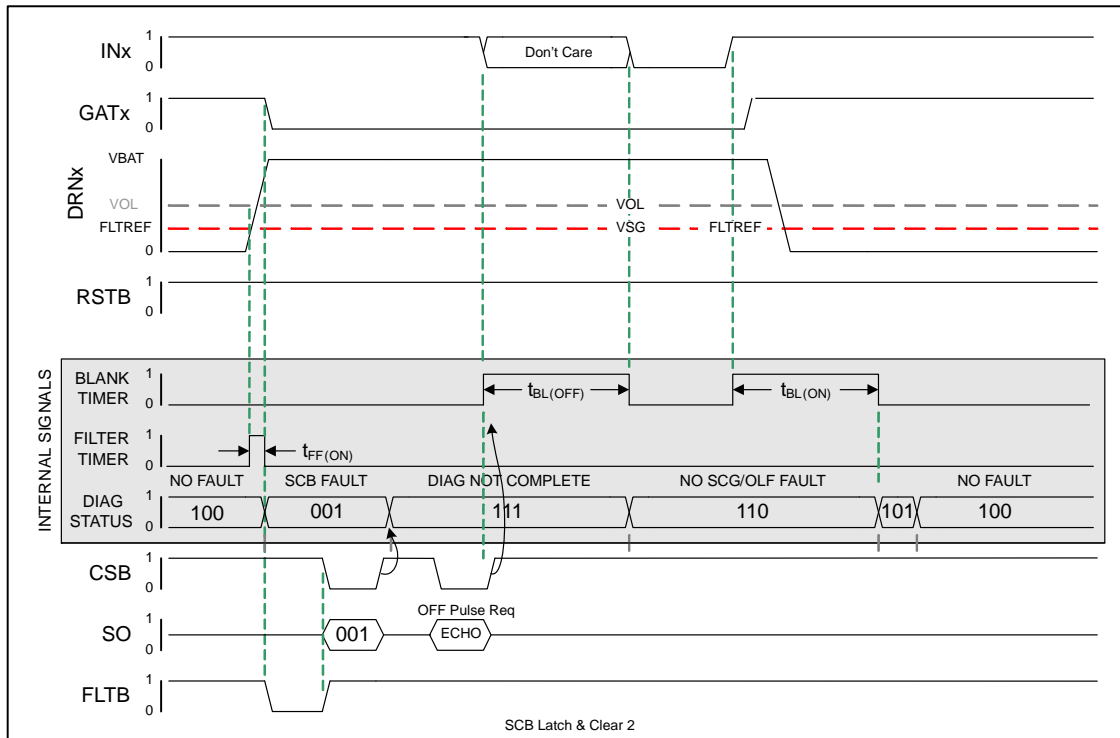 INx
1
0
Don't Care
GATx
1
0
DRNx
VBAT
VOL
VOL
FLTREF
VSG
FLTREF
0
RSTB
1
0
INTERNAL SIGNALS
BLANK
TIMER
1
0
tBL(OFF)
tBL(ON)
FILTER
TIMER
1
0
tFF(ON)
NO FAULT
SCB FAULT
DIAG NOT COMPLETE
NO SCG/OLF FAULT
NO FAULT
DIAG
STATUS
1
0
100
001
111
110
101
100
CSB
1
0
OFF Pulse Req
SO
1
0
001
ECHO
FLTB
1
0
SCB Latch & Clear 2